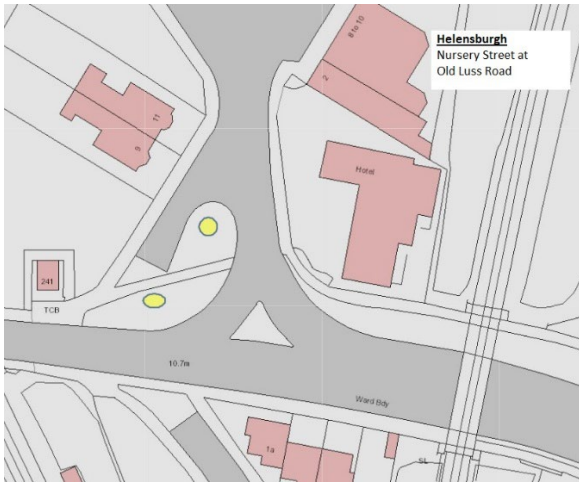 8 to 10
2
Helensburgh
Nursery Street at
Old Luss Road
11
9
Hotel
241
TCB
10.7m
Ward Bdy
1a
SL